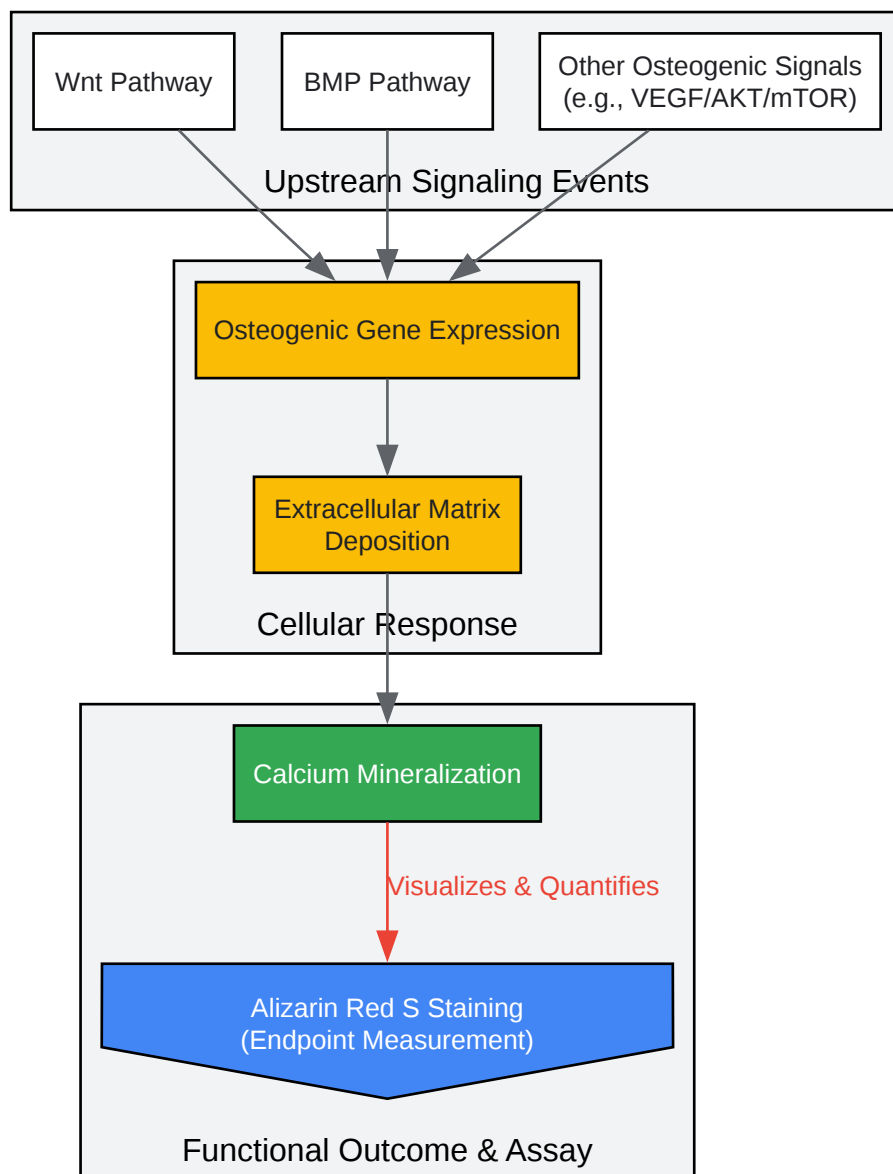 Wnt Pathway
BMP Pathway
Other Osteogenic Signals
(e.g., VEGF/AKT/mTOR)
Upstream Signaling Events
Osteogenic Gene Expression
Extracellular Matrix
Deposition
Cellular Response
Calcium Mineralization
Visualizes & Quantifies
Alizarin Red S Staining
(Endpoint Measurement)
Functional Outcome & Assay